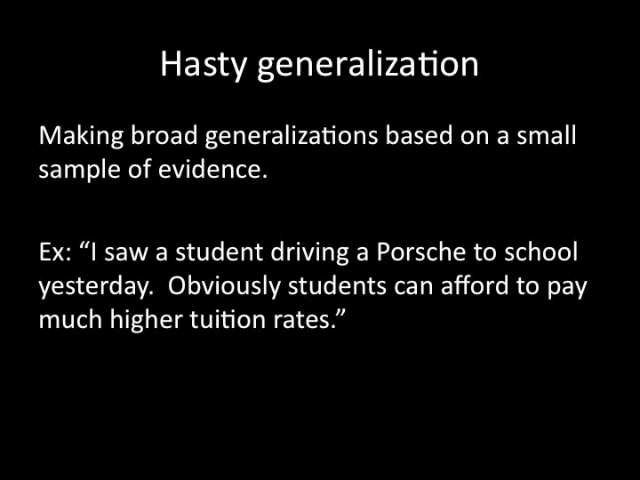 Hasty generalization
Making broad generalizations based on a small
sample of evidence.
Ex: “I saw a student driving a Porsche to school
yesterday.  Obviously students can afford to pay
much higher tuition rates.”